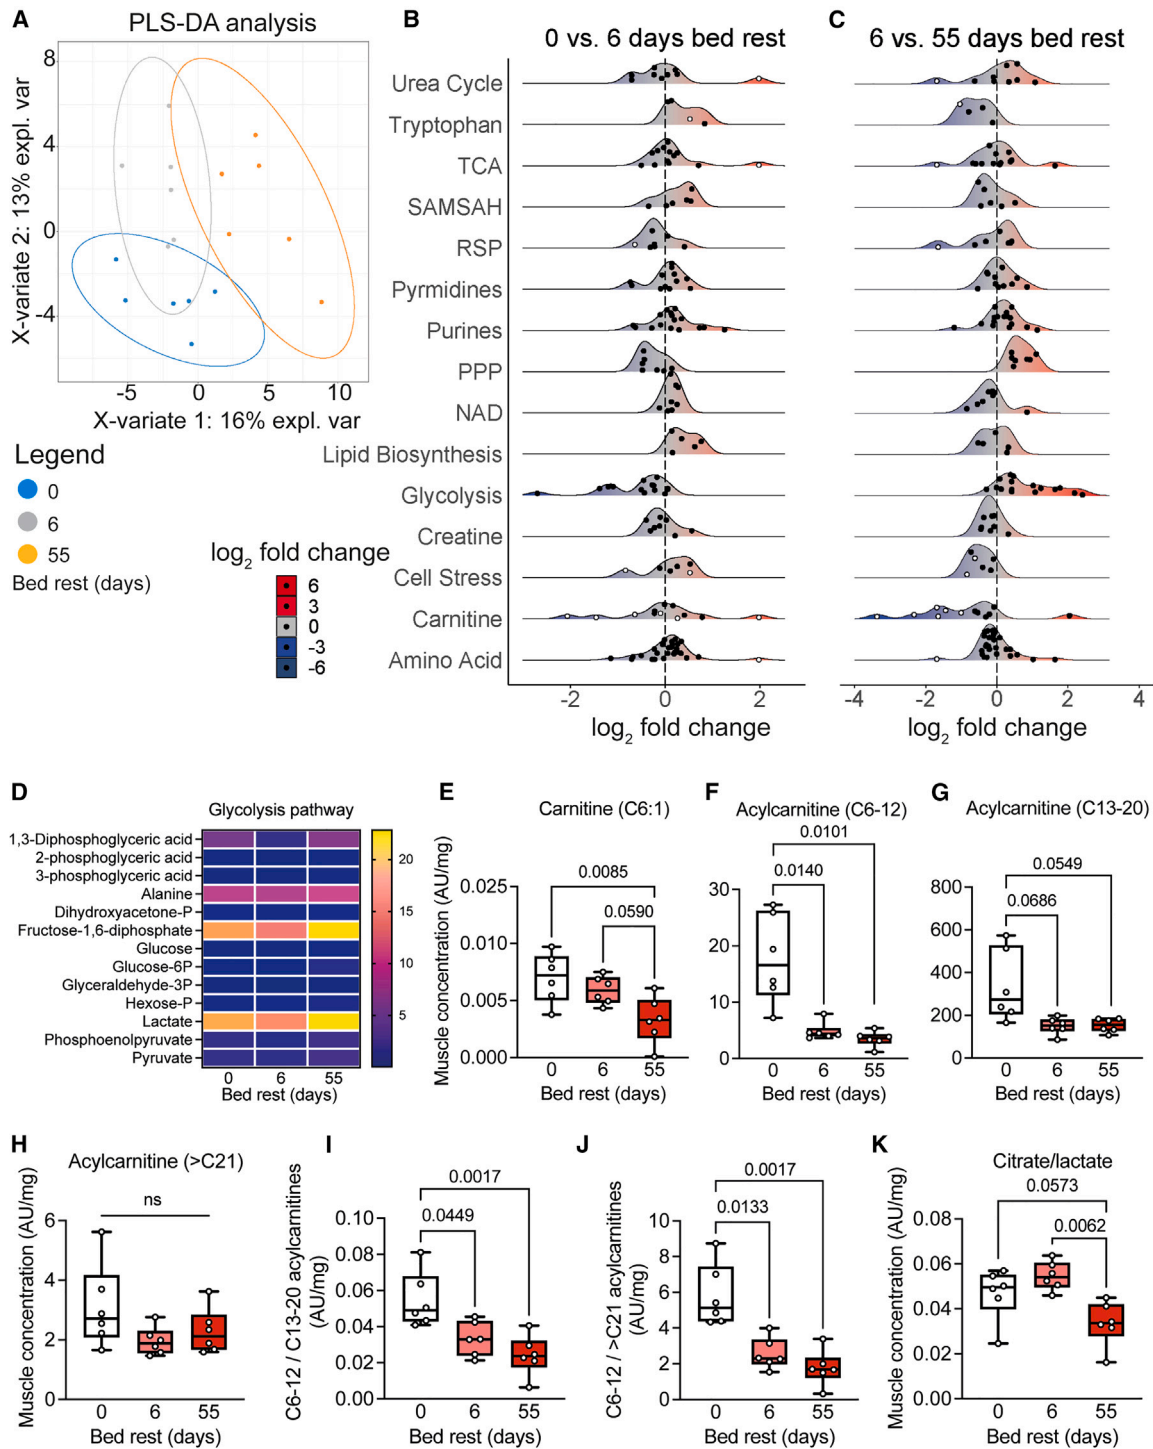 A
PLS-DA analysis
X-variate 2: 13% expl. var
8
4
0
-4
-5
0
5
10
X-variate 1: 16% expl. var
Legend
0
6
55
Bed rest (days)
log2 fold change
6
3
0
-3
-6
B
0 vs. 6 days bed rest
Urea Cycle
Tryptophan
TCA
SAMSAH
RSP
Pyrmidines
Purines
PPP
NAD
Lipid Biosynthesis
Glycolysis
Creatine
Cell Stress
Carnitine
Amino Acid
-2
0
2
log2 fold change
C
6 vs. 55 days bed rest
-4
-2
0
2
4
log2 fold change
D
Glycolysis pathway
1,3-Diphosphoglyceric acid
2-phosphoglyceric acid
3-phosphoglyceric acid
Alanine
Dihydroxyacetone-P
Fructose-1,6-diphosphate
Glucose
Glucose-6P
Glyceraldehyde-3P
Hexose-P
Lactate
Phosphoenolpyruvate
Pyruvate
0 6 55
Bed rest (days)
20
15
10
5
E
Carnitine (C6:1)
Muscle concentration (AU/mg)
0.0085
0.0590
0.025
0.010
0.005
0.000
0 6 55
Bed rest (days)
F
Acylcarnitine (C6-12)
0.0101
0.0140
30
20
10
0
0 6 55
Bed rest (days)
G
Acylcarnitine (C13-20)
0.0549
0.0686
800
600
400
200
0
0 6 55
Bed rest (days)
H
Acylcarnitine (>C21)
Muscle concentration (AU/mg)
ns
6
4
2
0
0 6 55
Bed rest (days)
I
C6-12 / C13-20 acylcarnitines
(AU/mg)
0.0017
0.0449
0.10
0.08
0.06
0.04
0.02
0.00
0 6 55
Bed rest (days)
J
C6-12 / >C21 acylcarnitines
(AU/mg)
0.0017
0.0133
10
8
6
4
2
0
0 6 55
Bed rest (days)
K
Citrate/lactate
Muscle concentration (AU/mg)
0.0573
0.0062
0.08
0.06
0.04
0.02
0.00
0 6 55
Bed rest (days)